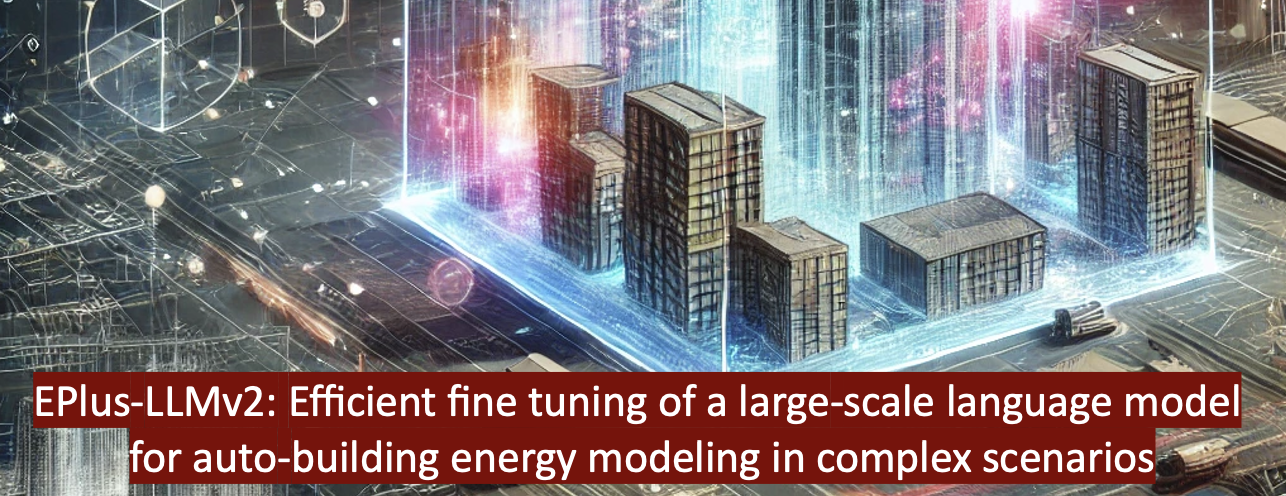 EPlus-LLMv2: Efficient fine tuning of a large-scale language model
for auto-building energy modeling in complex scenarios